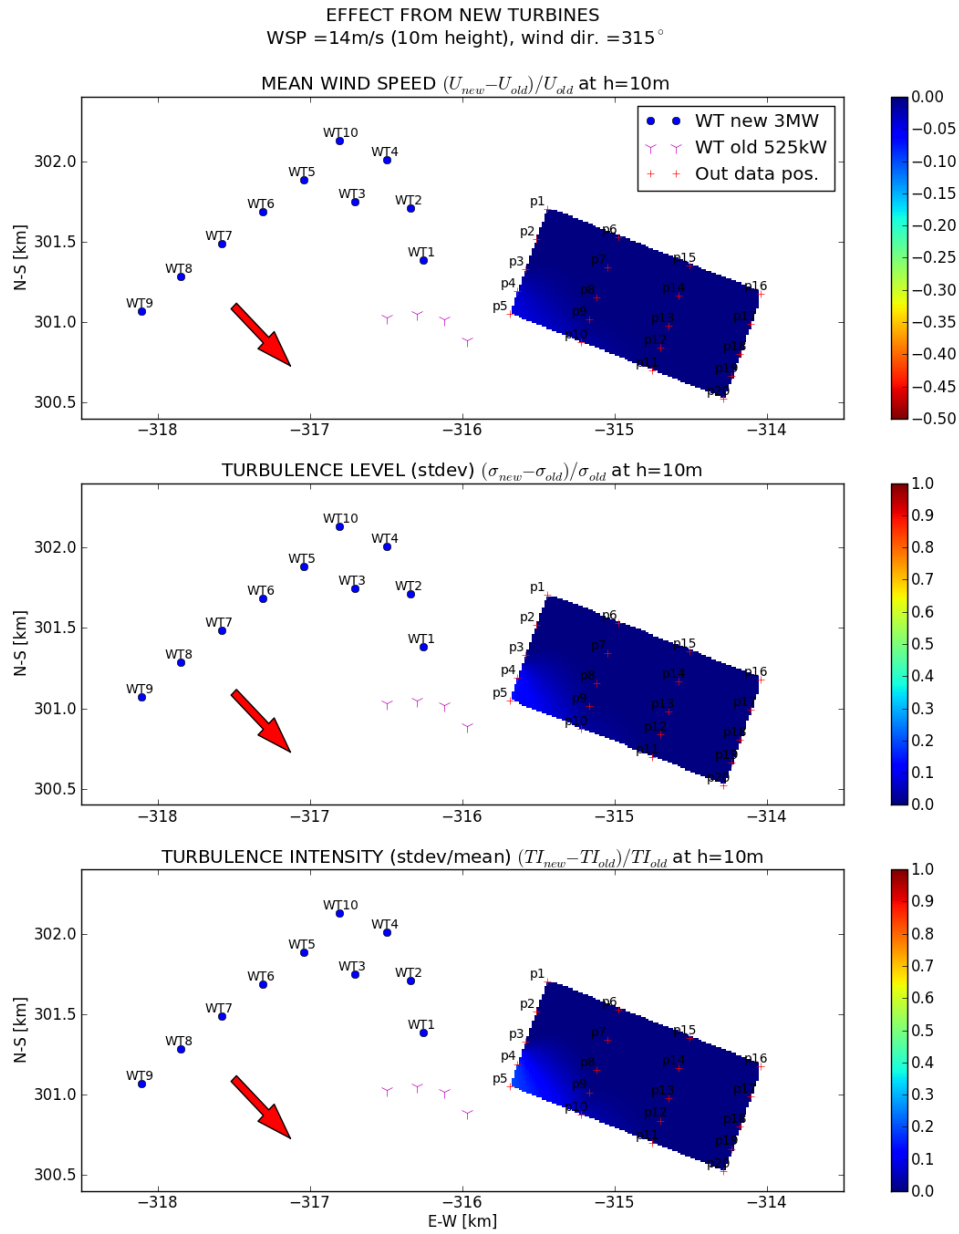 EFFECT FROM NEW TURBINES
WSP =14m/s (10m height), wind dir. =315°
MEAN WIND SPEED (U_new−U_old)/U_old at h=10m
WT new 3MW
WT old 525kW
Out data pos.
WT10
WT4
WT5
WT3
WT2
WT6
WT7
WT1
WT8
WT9
p1
p2
p6
p3
p7
p15
p4
p8
p14
p16
p5
p9
p13
p10
p12
p11
p18
p19
p20
N-S [km]
302.0
301.5
301.0
300.5
−318
−317
−316
−315
−314
0.00
−0.05
−0.10
−0.15
−0.20
−0.25
−0.30
−0.35
−0.40
−0.45
−0.50
TURBULENCE LEVEL (stdev) (σ_new−σ_old)/σ_old at h=10m
WT10
WT4
WT5
WT3
WT2
WT6
WT7
WT1
WT8
WT9
p1
p2
p6
p3
p7
p15
p4
p8
p14
p16
p5
p9
p13
p10
p12
p11
p18
p19
p20
N-S [km]
302.0
301.5
301.0
300.5
−318
−317
−316
−315
−314
1.0
0.9
0.8
0.7
0.6
0.5
0.4
0.3
0.2
0.1
0.0
TURBULENCE INTENSITY (stdev/mean) (TI_new−TI_old)/TI_old at h=10m
WT10
WT4
WT5
WT3
WT2
WT6
WT7
WT1
WT8
WT9
p1
p2
p6
p3
p7
p15
p4
p8
p14
p16
p5
p9
p13
p10
p12
p11
p18
p19
p20
N-S [km]
302.0
301.5
301.0
300.5
−318
−317
−316
−315
−314
E-W [km]
1.0
0.9
0.8
0.7
0.6
0.5
0.4
0.3
0.2
0.1
0.0